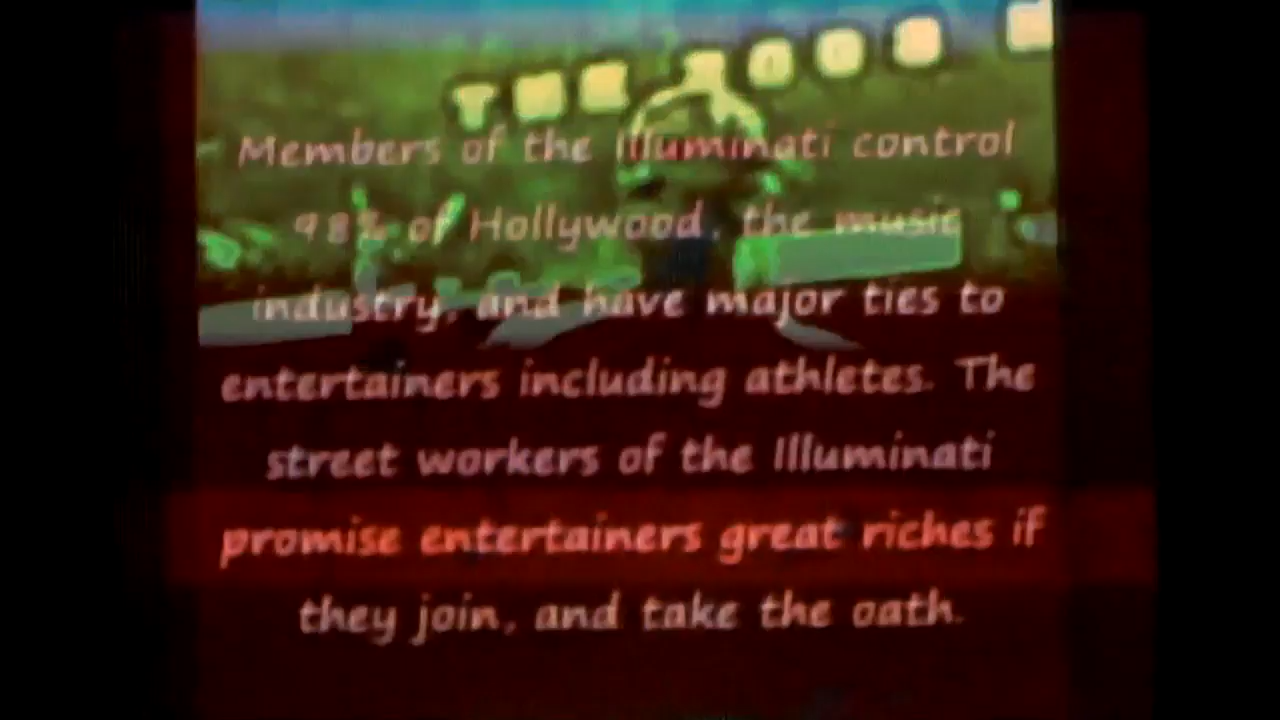 THE
Members of the Illuminati control
98% of Hollywood, the music
industry, and have major ties to
entertainers including athletes. The
street workers of the Illuminati
promise entertainers great riches if
they join, and take the oath.